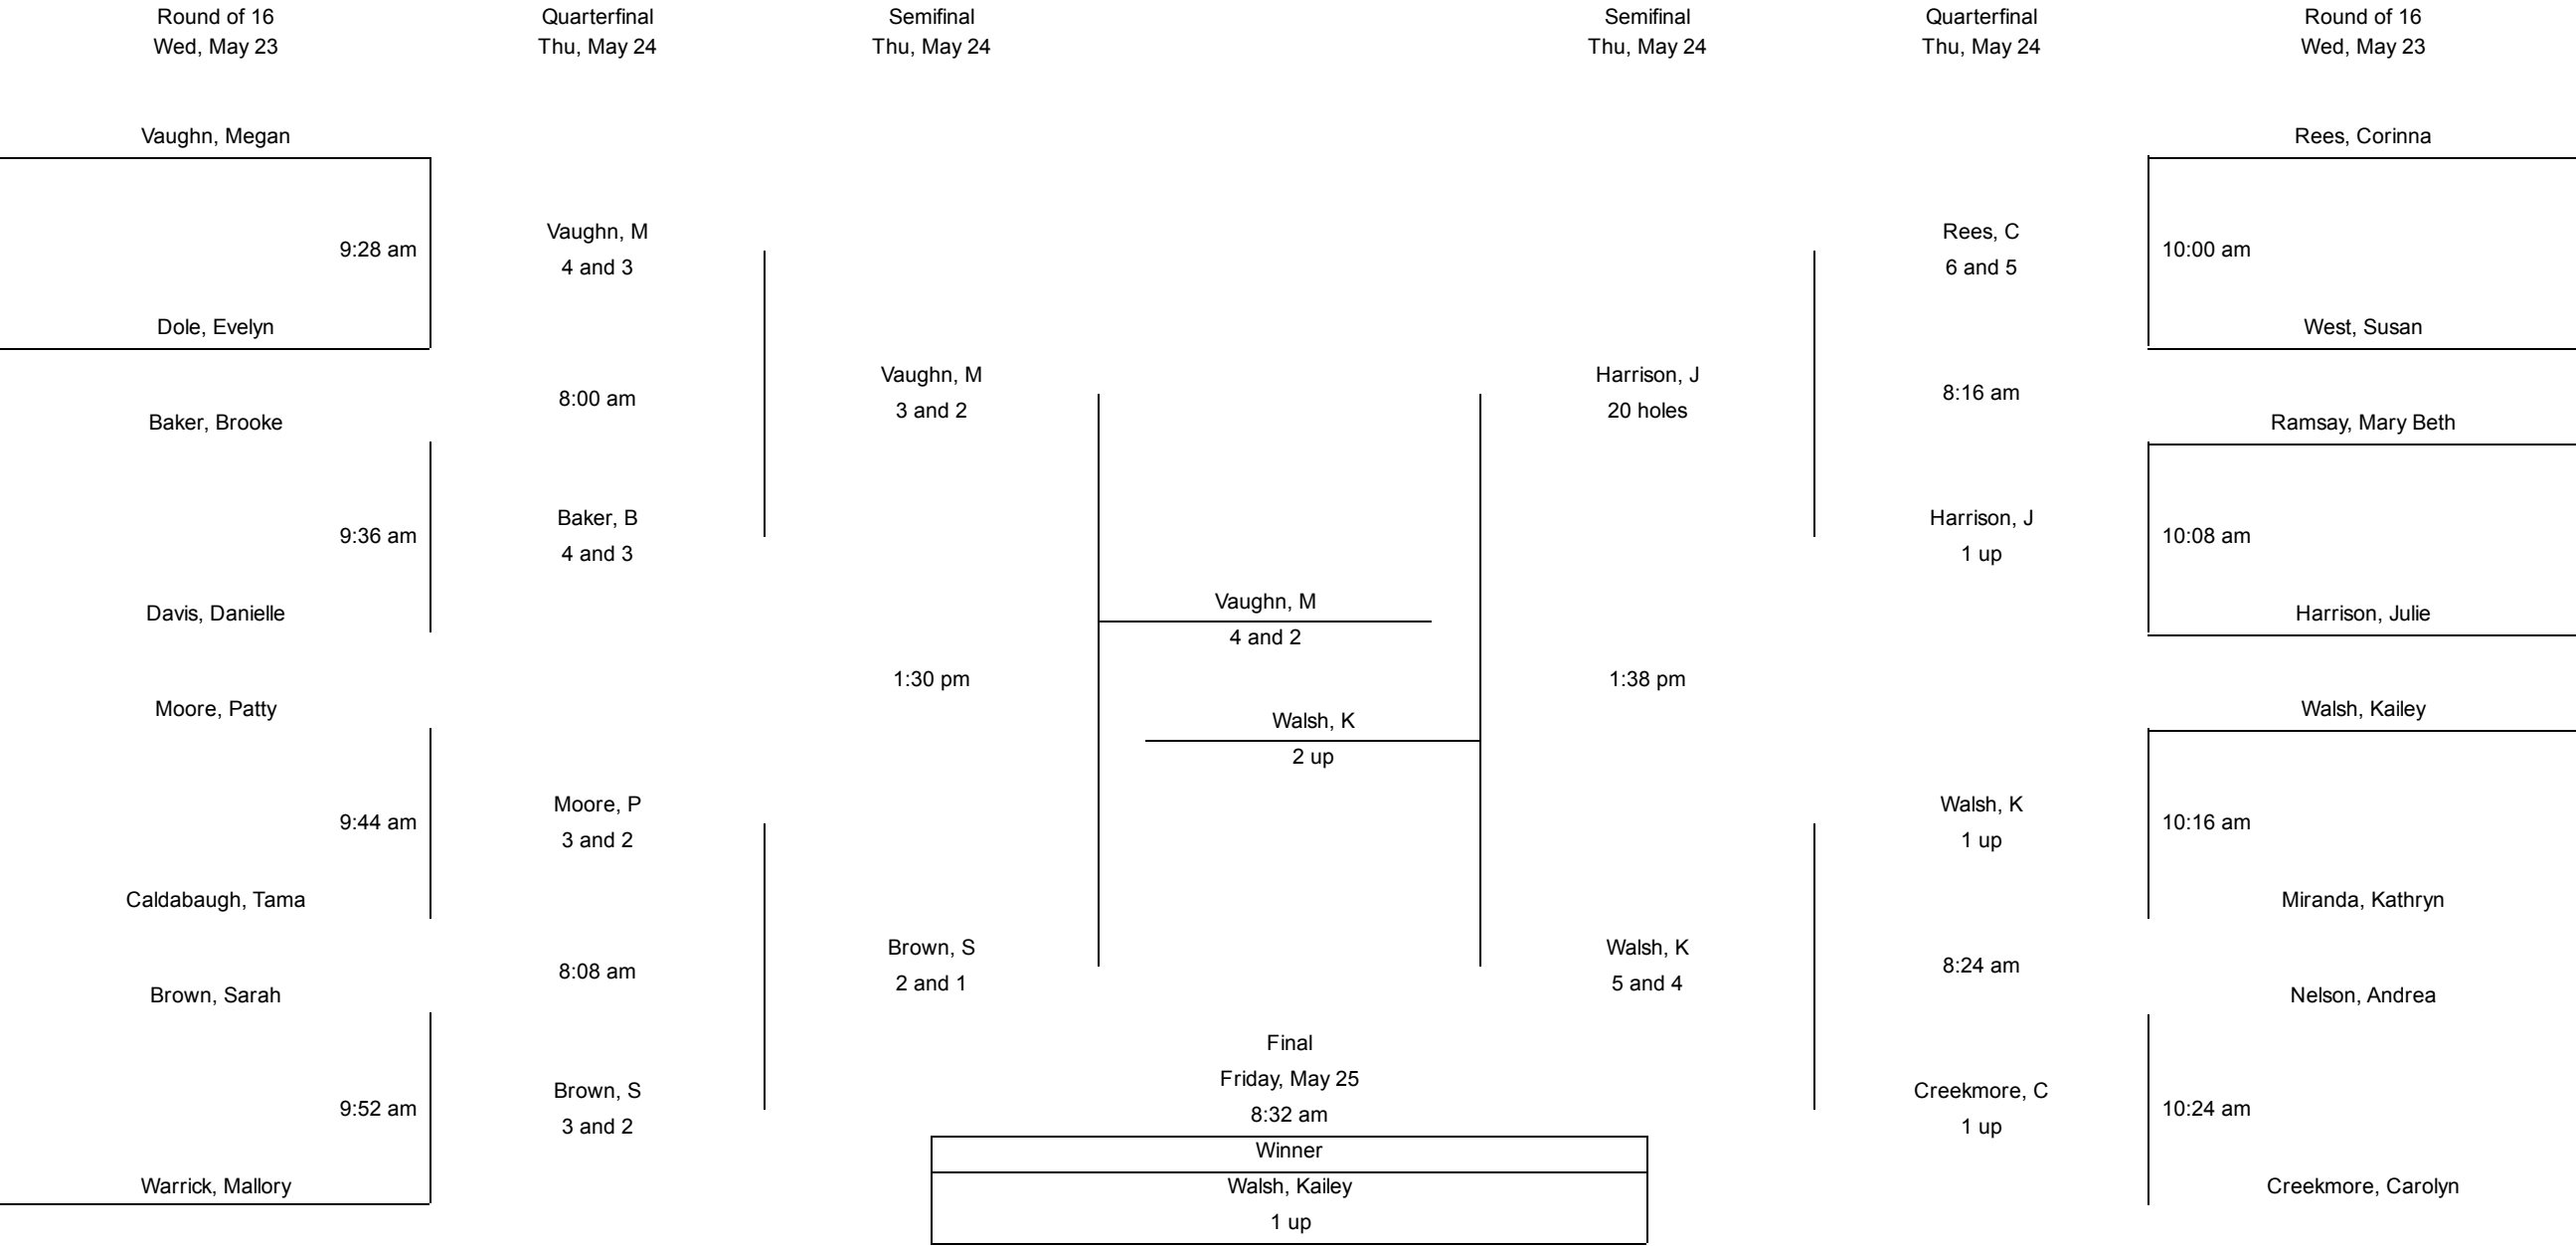 Round of 16
Wed, May 23
Quarterfinal
Thu, May 24
Semifinal
Thu, May 24
Semifinal
Thu, May 24
Quarterfinal
Thu, May 24
Round of 16
Wed, May 23
Vaughn, Megan
9:28 am
Dole, Evelyn
Baker, Brooke
9:36 am
Davis, Danielle
Moore, Patty
9:44 am
Caldabaugh, Tama
Brown, Sarah
9:52 am
Warrick, Mallory
Vaughn, M
4 and 3
8:00 am
Baker, B
4 and 3
Moore, P
3 and 2
8:08 am
Brown, S
3 and 2
Vaughn, M
3 and 2
1:30 pm
Brown, S
2 and 1
Vaughn, M
4 and 2
Walsh, K
2 up
Final
Friday, May 25
8:32 am
Winner
Walsh, Kailey
1 up
Harrison, J
20 holes
1:38 pm
Walsh, K
5 and 4
Rees, C
6 and 5
8:16 am
Harrison, J
1 up
Walsh, K
1 up
8:24 am
Creekmore, C
1 up
Rees, Corinna
10:00 am
West, Susan
Ramsay, Mary Beth
10:08 am
Harrison, Julie
Walsh, Kailey
10:16 am
Miranda, Kathryn
Nelson, Andrea
10:24 am
Creekmore, Carolyn